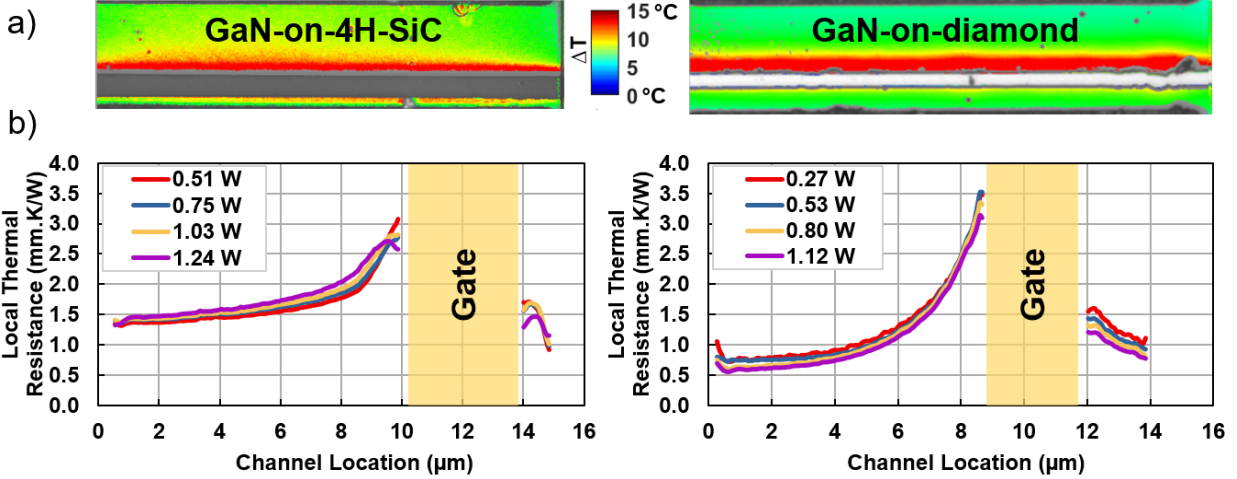 a)
GaN-on-4H-SiC
15 °C
10
5
0 °C
ΔT
GaN-on-diamond
b)
Local Thermal
Resistance (mm.K/W)
4.0
3.5
3.0
2.5
2.0
1.5
1.0
0.5
0.0
0.51 W
0.75 W
1.03 W
1.24 W
Gate
0 2 4 6 8 10 12 14 16
Channel Location (µm)
Local Thermal
Resistance (mm.K/W)
4.0
3.5
3.0
2.5
2.0
1.5
1.0
0.5
0.0
0.27 W
0.53 W
0.80 W
1.12 W
Gate
0 2 4 6 8 10 12 14 16
Channel Location (µm)